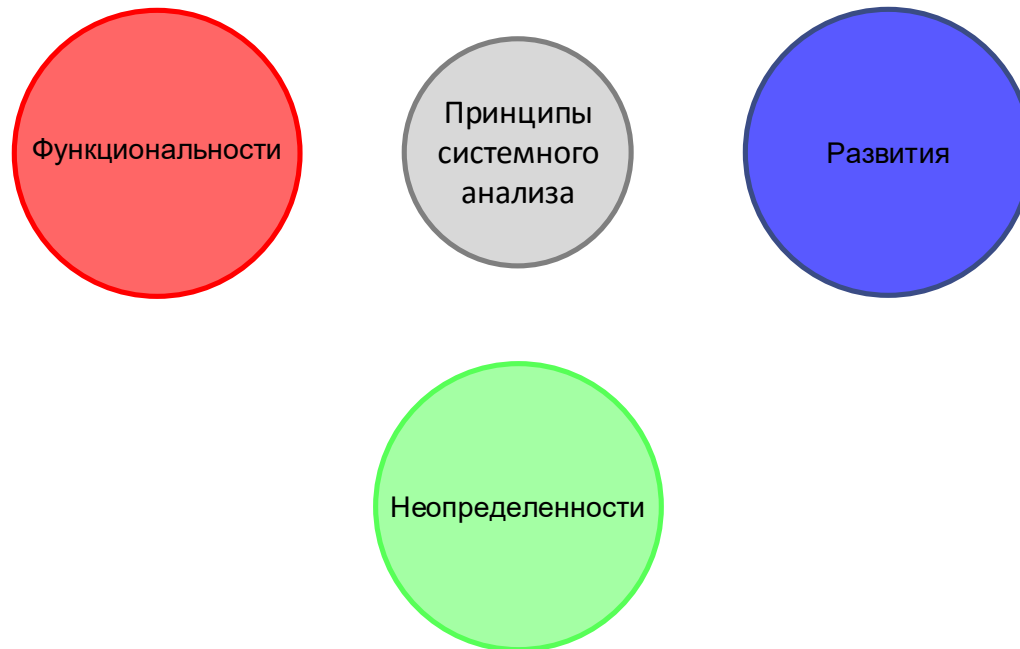 Функциональности
Принципы
системного
анализа
Развития
Неопределенности